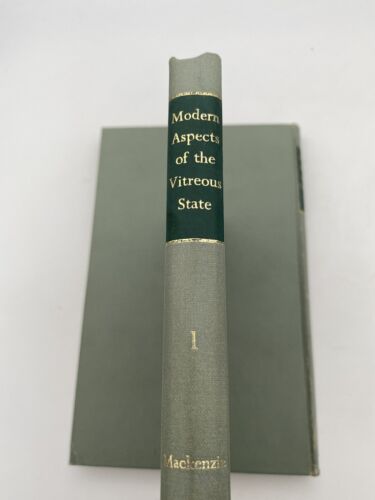 Modern
Aspects
of the
Vitreous
State
1
Mackenzie